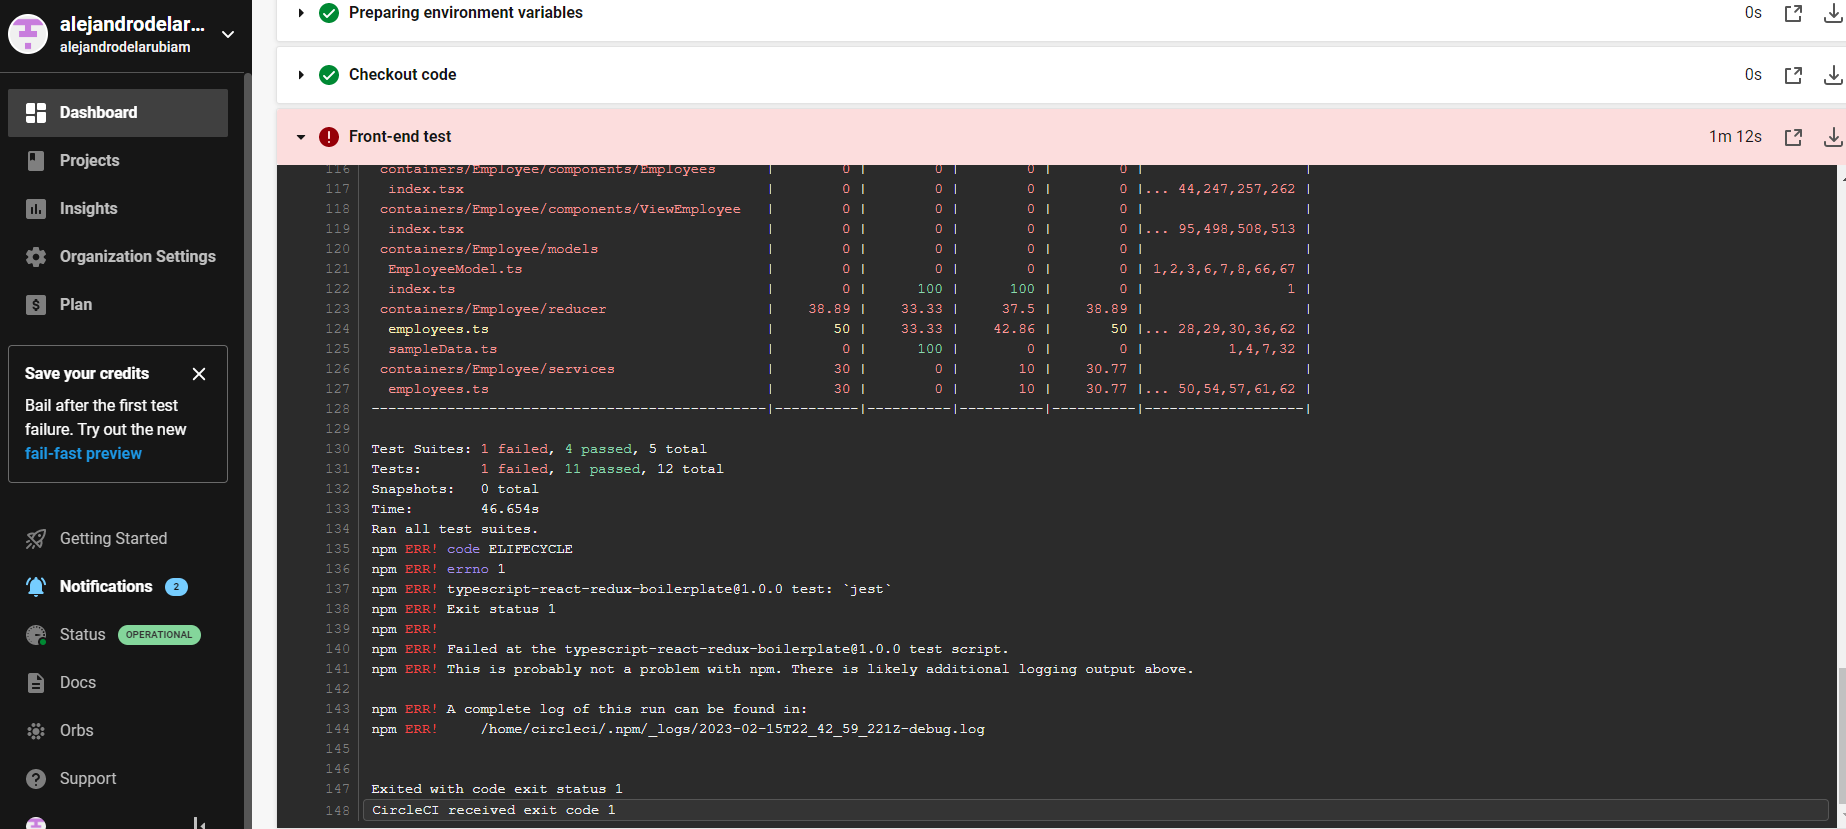 alejandrodelar...
alejandrodelarubiam
Dashboard
Projects
Insights
Organization Settings
Plan
Save your credits
Bail after the first test
failure. Try out the new
fail-fast preview
Getting Started
Notifications 2
Status OPERATIONAL
Docs
Orbs
Support
Preparing environment variables 0s
Checkout code 0s
Front-end test 1m 12s
116 containers/Employee/components/Employees | 0 | 0 | 0 | 0 | |
117 index.tsx | 0 | 0 | 0 | 0 |... 44,247,257,262 |
118 containers/Employee/components/ViewEmployee | 0 | 0 | 0 | 0 | |
119 index.tsx | 0 | 0 | 0 | 0 |... 95,498,508,513 |
120 containers/Employee/models | 0 | 0 | 0 | 0 | |
121 EmployeeModel.ts | 0 | 0 | 0 | 0 | 1,2,3,6,7,8,66,67 |
122 index.ts | 0 | 100 | 100 | 0 | 1 |
123 containers/Employee/reducer | 38.89 | 33.33 | 37.5 | 38.89 | |
124 employees.ts | 50 | 33.33 | 42.86 | 50 |... 28,29,30,36,62 |
125 sampleData.ts | 0 | 100 | 0 | 0 | 1,4,7,32 |
126 containers/Employee/services | 30 | 0 | 10 | 30.77 | |
127 employees.ts | 30 | 0 | 10 | 30.77 |... 50,54,57,61,62 |
128 -----------------------------------------------|----------|----------|----------|----------|-------------------|
129
130 Test Suites: 1 failed, 4 passed, 5 total
131 Tests: 1 failed, 11 passed, 12 total
132 Snapshots: 0 total
133 Time: 46.654s
134 Ran all test suites.
135 npm ERR! code ELIFECYCLE
136 npm ERR! errno 1
137 npm ERR! typescript-react-redux-boilerplate@1.0.0 test: `jest`
138 npm ERR! Exit status 1
139 npm ERR!
140 npm ERR! Failed at the typescript-react-redux-boilerplate@1.0.0 test script.
141 npm ERR! This is probably not a problem with npm. There is likely additional logging output above.
142
143 npm ERR! A complete log of this run can be found in:
144 npm ERR! /home/circleci/.npm/_logs/2023-02-15T22_42_59_221Z-debug.log
145
146
147 Exited with code exit status 1
148 CircleCI received exit code 1